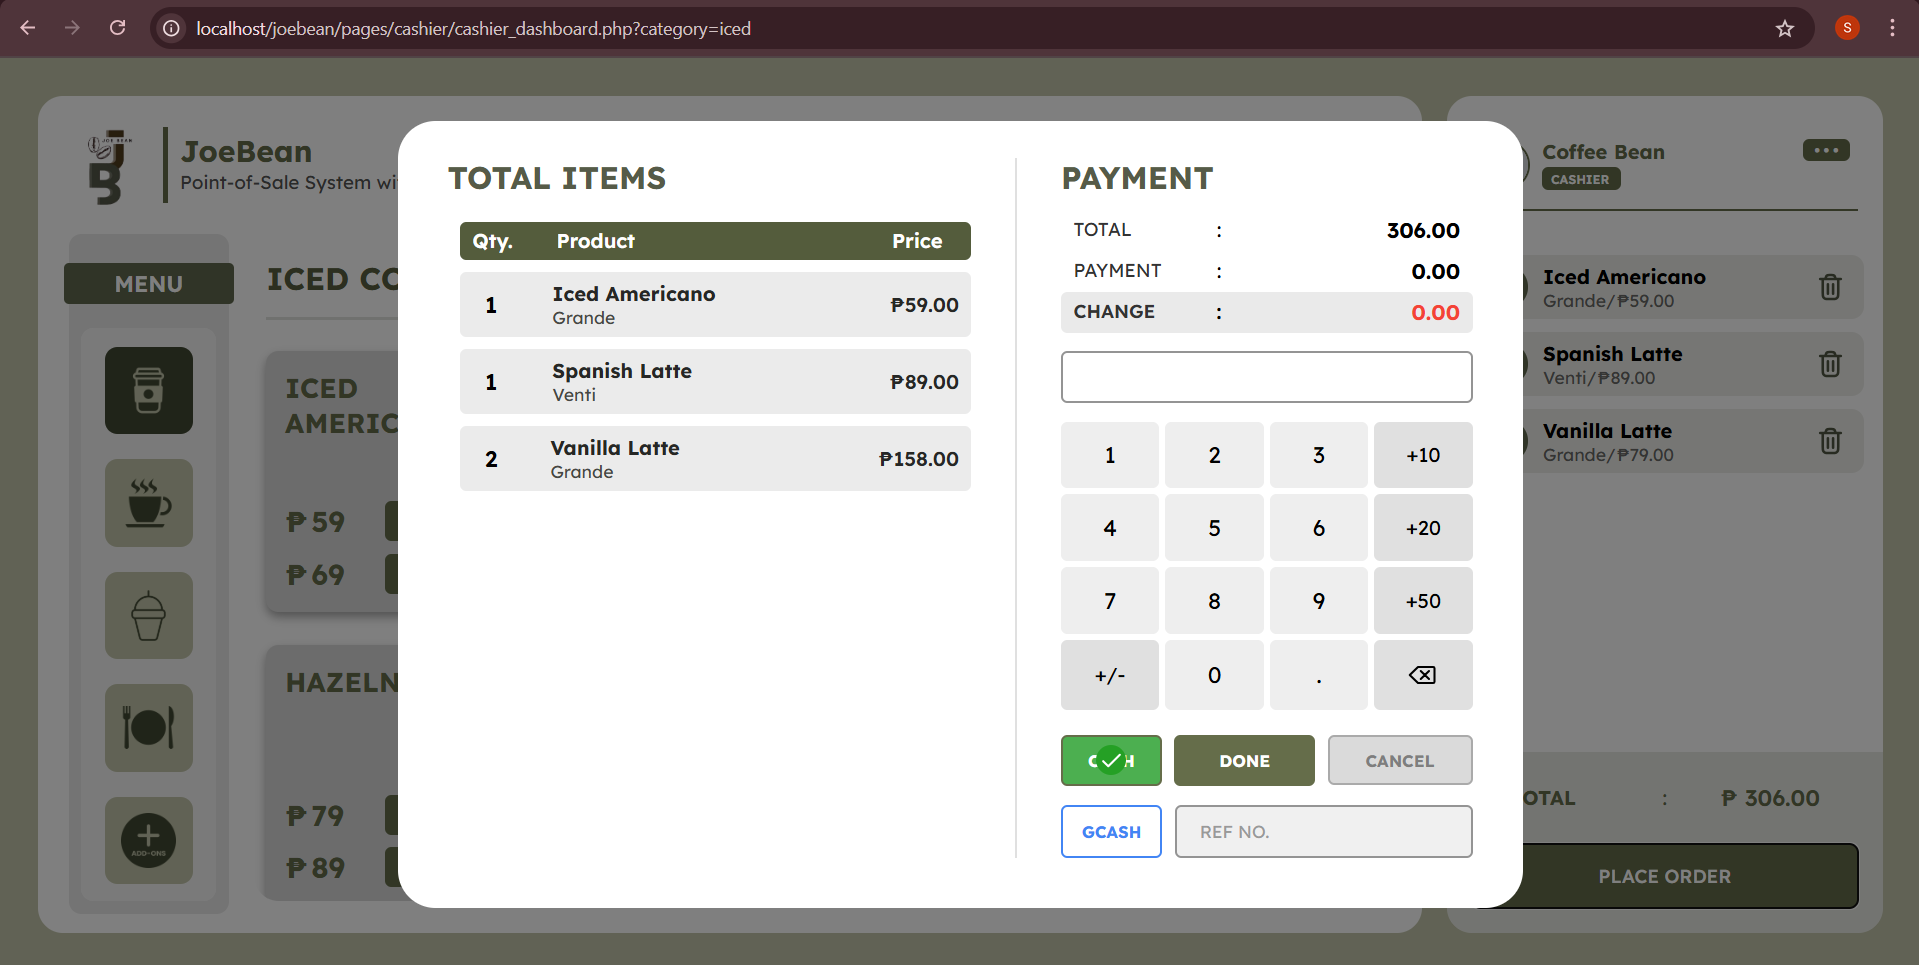 localhost/joebean/pages/cashier/cashier_dashboard.php?category=iced
S
JOE BEAN
JoeBean
Point-of-Sale System wi
MENU
ADD-ONS
ICED CO
ICED
AMERIC
₱ 59
₱ 69
HAZELN
₱ 79
₱ 89
TOTAL ITEMS
Qty. Product Price
1 Iced Americano ₱59.00
Grande
1 Spanish Latte ₱89.00
Venti
2 Vanilla Latte ₱158.00
Grande
PAYMENT
TOTAL : 306.00
PAYMENT : 0.00
CHANGE : 0.00
1 2 3 +10
4 5 6 +20
7 8 9 +50
+/- 0 .
DONE CANCEL
GCASH REF NO.
Coffee Bean
CASHIER
Iced Americano
Grande/₱59.00
Spanish Latte
Venti/₱89.00
Vanilla Latte
Grande/₱79.00
OTAL : ₱ 306.00
PLACE ORDER